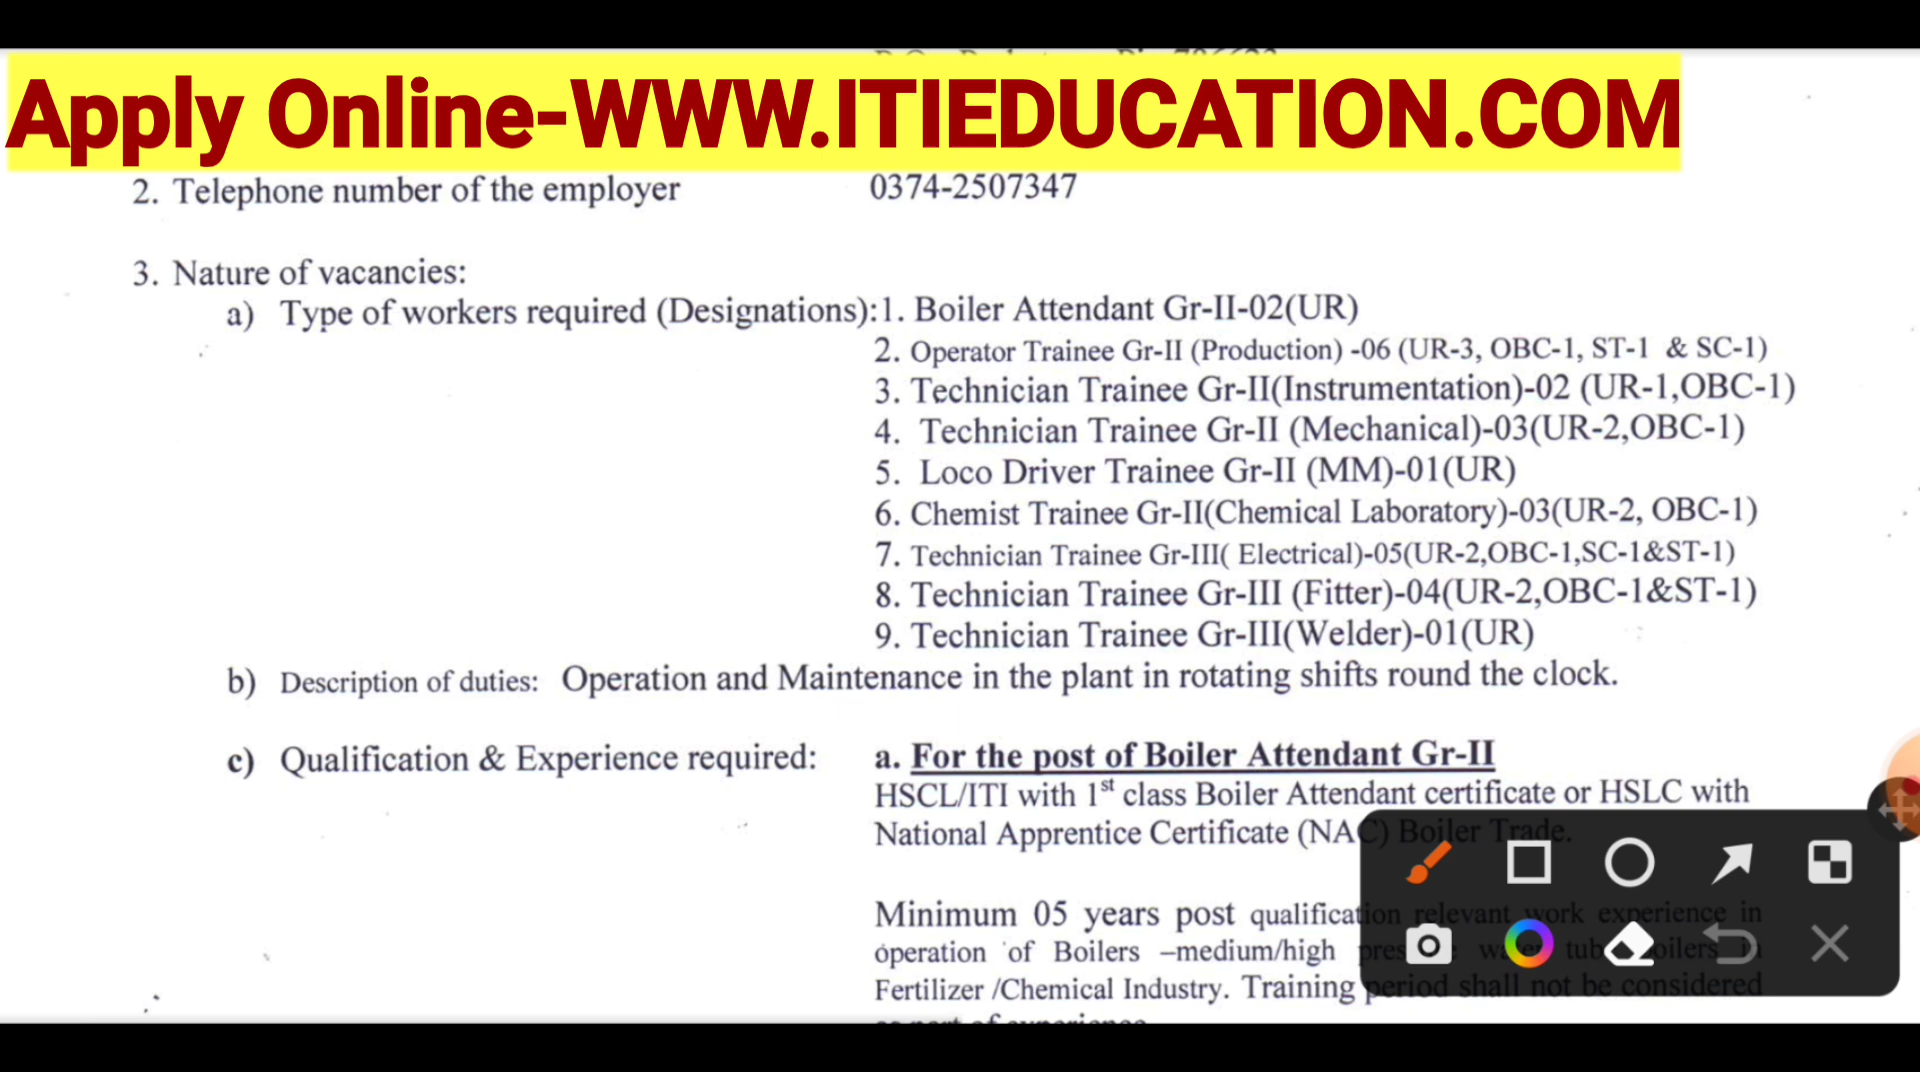 Apply Online-WWW.ITIEDUCATION.COM
2. Telephone number of the employer 0374-2507347
3. Nature of vacancies:
a) Type of workers required (Designations):1. Boiler Attendant Gr-II-02(UR)
2. Operator Trainee Gr-II (Production) -06 (UR-3, OBC-1, ST-1 & SC-1)
3. Technician Trainee Gr-II(Instrumentation)-02 (UR-1,OBC-1)
4. Technician Trainee Gr-II (Mechanical)-03(UR-2,OBC-1)
5. Loco Driver Trainee Gr-II (MM)-01(UR)
6. Chemist Trainee Gr-II(Chemical Laboratory)-03(UR-2, OBC-1)
7. Technician Trainee Gr-III( Electrical)-05(UR-2,OBC-1,SC-1&ST-1)
8. Technician Trainee Gr-III (Fitter)-04(UR-2,OBC-1&ST-1)
9. Technician Trainee Gr-III(Welder)-01(UR)
b) Description of duties: Operation and Maintenance in the plant in rotating shifts round the clock.
c) Qualification & Experience required: a. For the post of Boiler Attendant Gr-II
HSCL/ITI with 1st class Boiler Attendant certificate or HSLC with
National Apprentice Certificate (NAC) Boiler Trade.
Minimum 05 years post qualification relevant work experience in
operation of Boilers –medium/high
Fertilizer /Chemical Industry. Training period shall not be considered